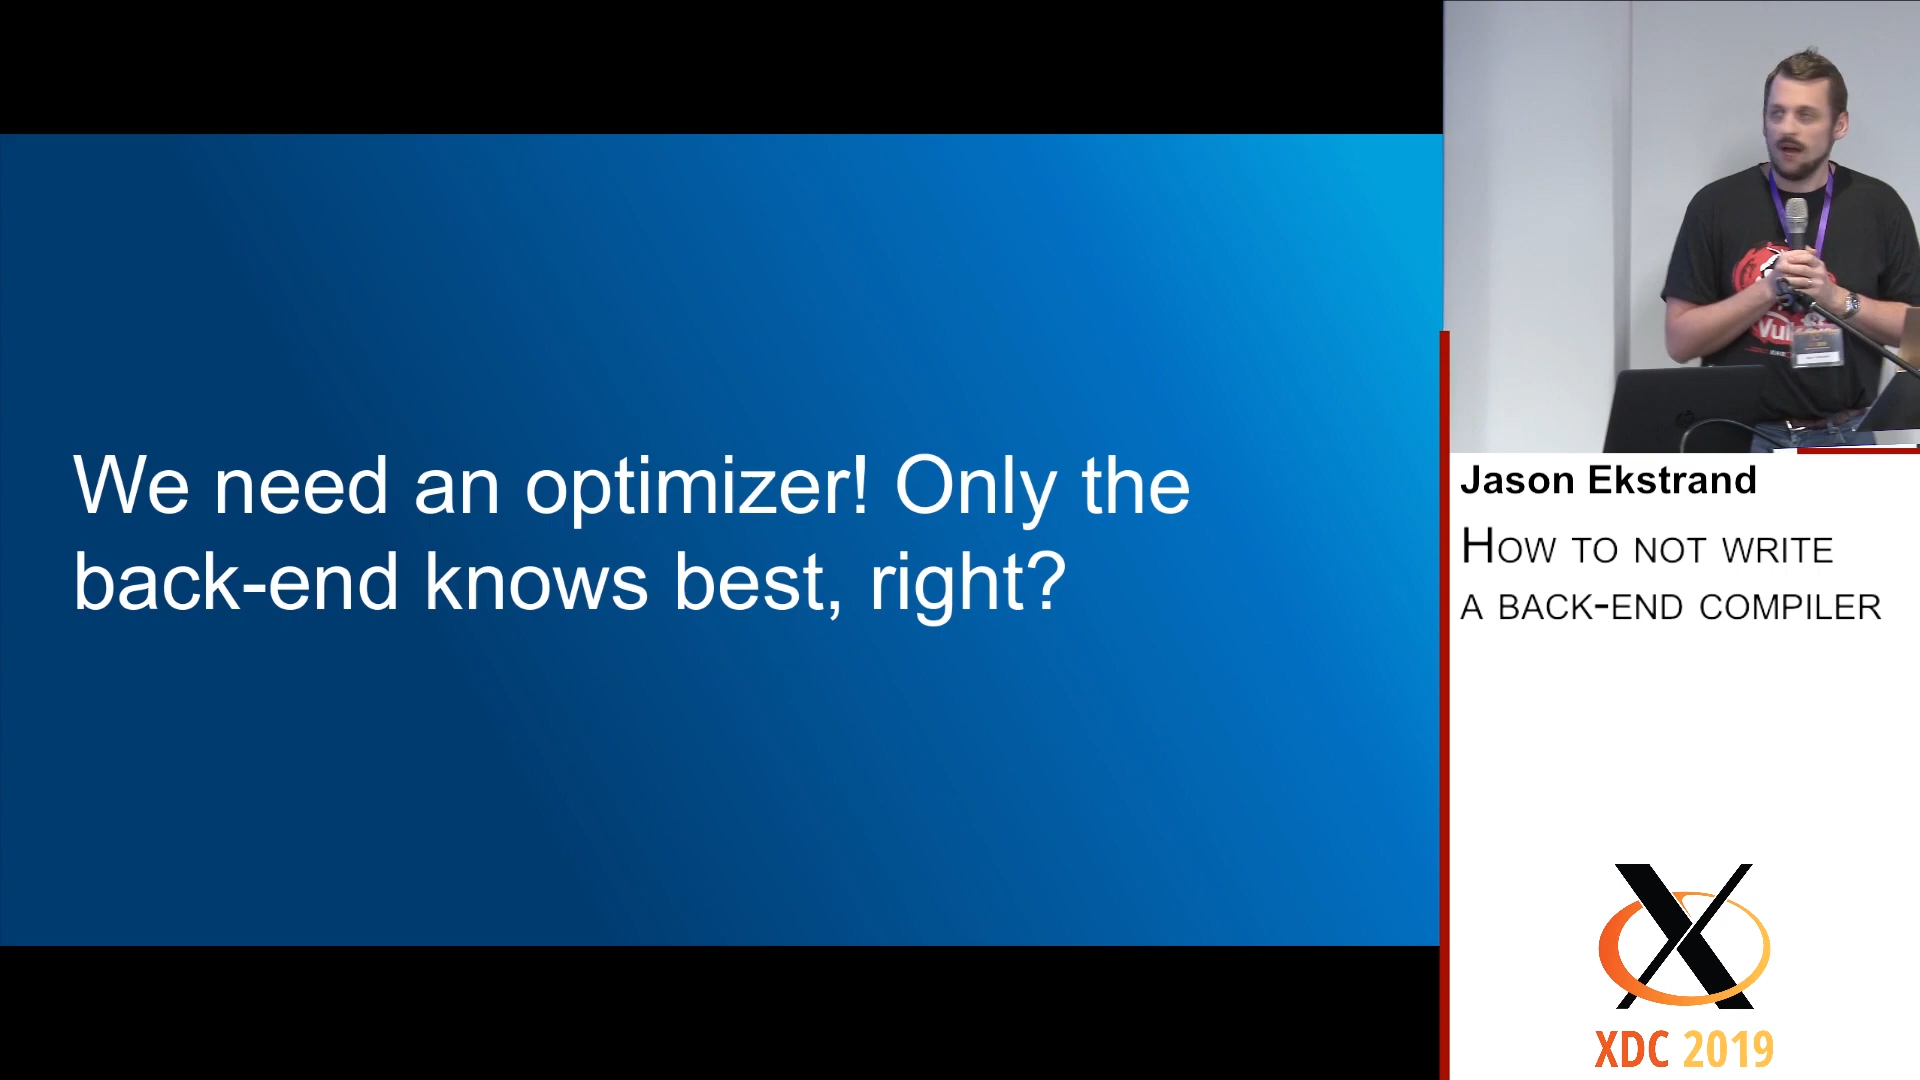 We need an optimizer! Only the
back-end knows best, right?
Vul
Jason Ekstrand
How to not write
a back-end compiler
XDC 2019